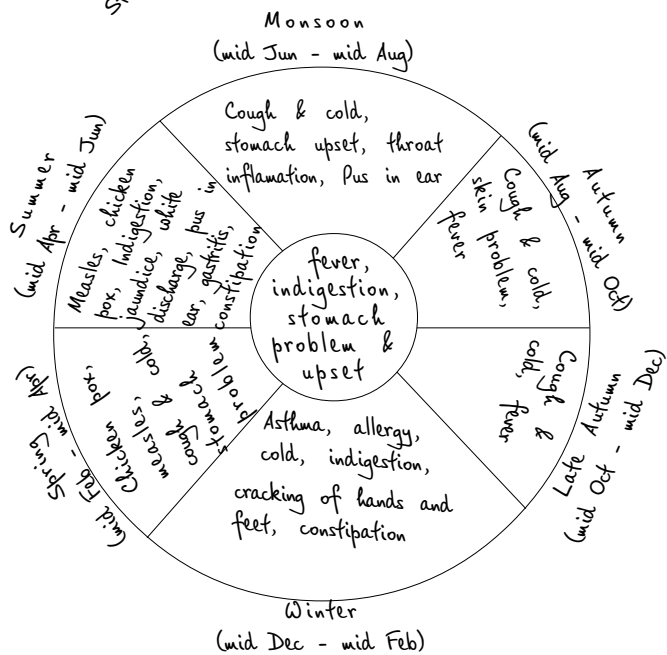 Monsoon
(mid Jun - mid Aug)
Cough & cold,
stomach upset, throat
inflamation, Pus in ear
Autumn
(mid Aug - mid Oct)
Cough & cold,
skin problem,
fever
Late Autumn
(mid Oct - mid Dec)
Cough &
cold, fever
Winter
(mid Dec - mid Feb)
Asthma, allergy,
cold, indigestion,
cracking of hands and
feet, constipation
Spring
(mid Feb - mid Apr)
Chicken pox,
measles,
cough & cold,
stomach
problem
Summer
(mid Apr - mid Jun)
Measles, chicken
pox, Indigestion,
jaundice, white
discharge, pus in
ear, gastritis,
constipation
fever,
indigestion,
stomach
problem &
upset